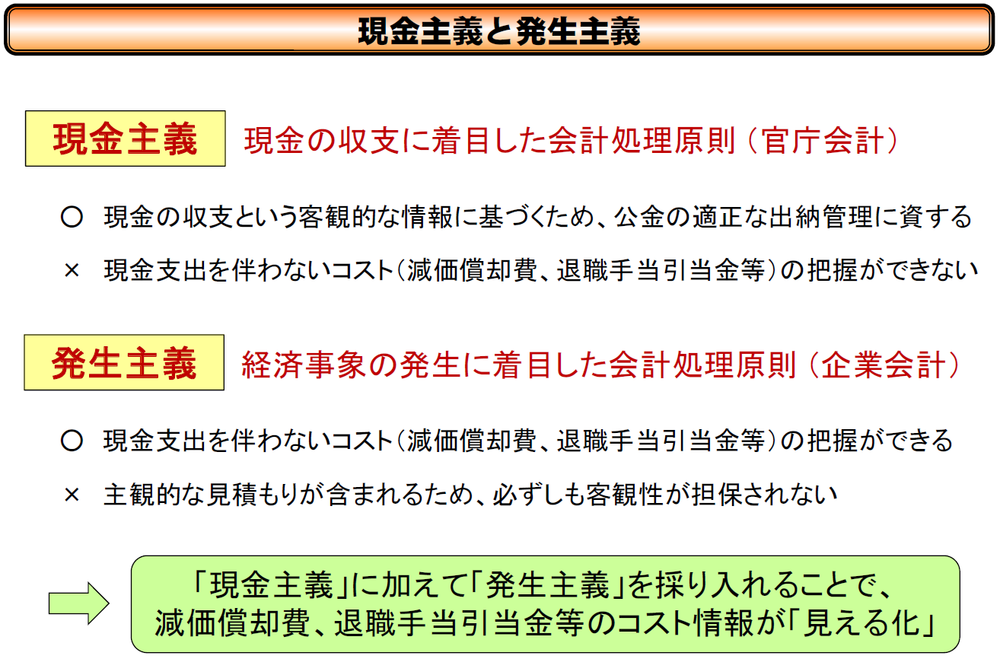 現金主義と発生主義
現金主義 現金の収支に着目した会計処理原則（官庁会計）
○ 現金の収支という客観的な情報に基づくため、公金の適正な出納管理に資する
× 現金支出を伴わないコスト（減価償却費、退職手当引当金等）の把握ができない
発生主義 経済事象の発生に着目した会計処理原則（企業会計）
○ 現金支出を伴わないコスト（減価償却費、退職手当引当金等）の把握ができる
× 主観的な見積もりが含まれるため、必ずしも客観性が担保されない
「現金主義」に加えて「発生主義」を採り入れることで、
減価償却費、退職手当引当金等のコスト情報が「見える化」